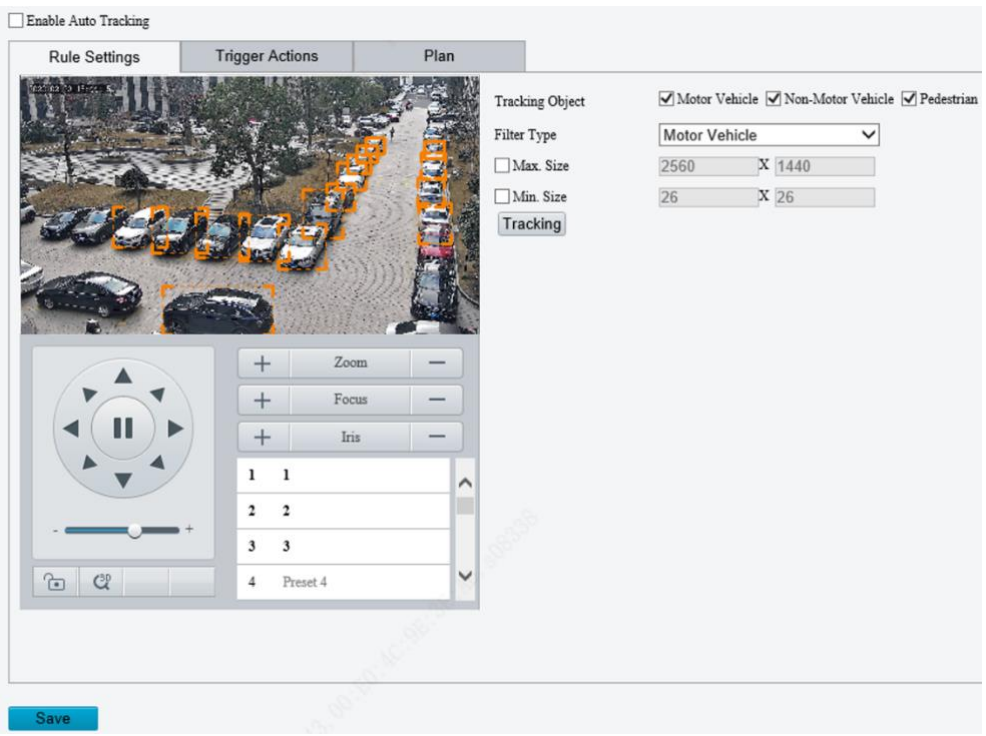 Enable Auto Tracking
Rule Settings Trigger Actions Plan
Tracking Object Motor Vehicle Non-Motor Vehicle Pedestrian
Filter Type Motor Vehicle
Max. Size 2560 X 1440
Min. Size 26 X 26
Tracking
+ Zoom −
+ Focus −
+ Iris −
1 1
2 2
3 3
4 Preset 4
- +
3D
Save